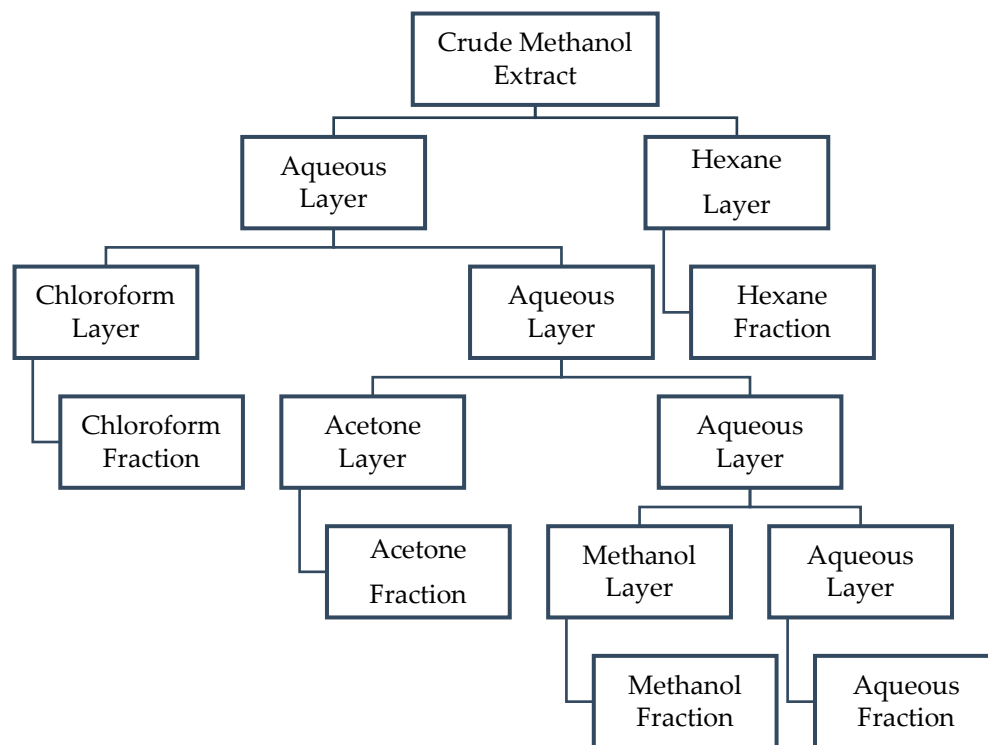 Crude Methanol
Extract
Aqueous
Layer
Hexane
Layer
Chloroform
Layer
Aqueous
Layer
Hexane
Fraction
Chloroform
Fraction
Acetone
Layer
Aqueous
Layer
Acetone
Fraction
Methanol
Layer
Aqueous
Layer
Methanol
Fraction
Aqueous
Fraction